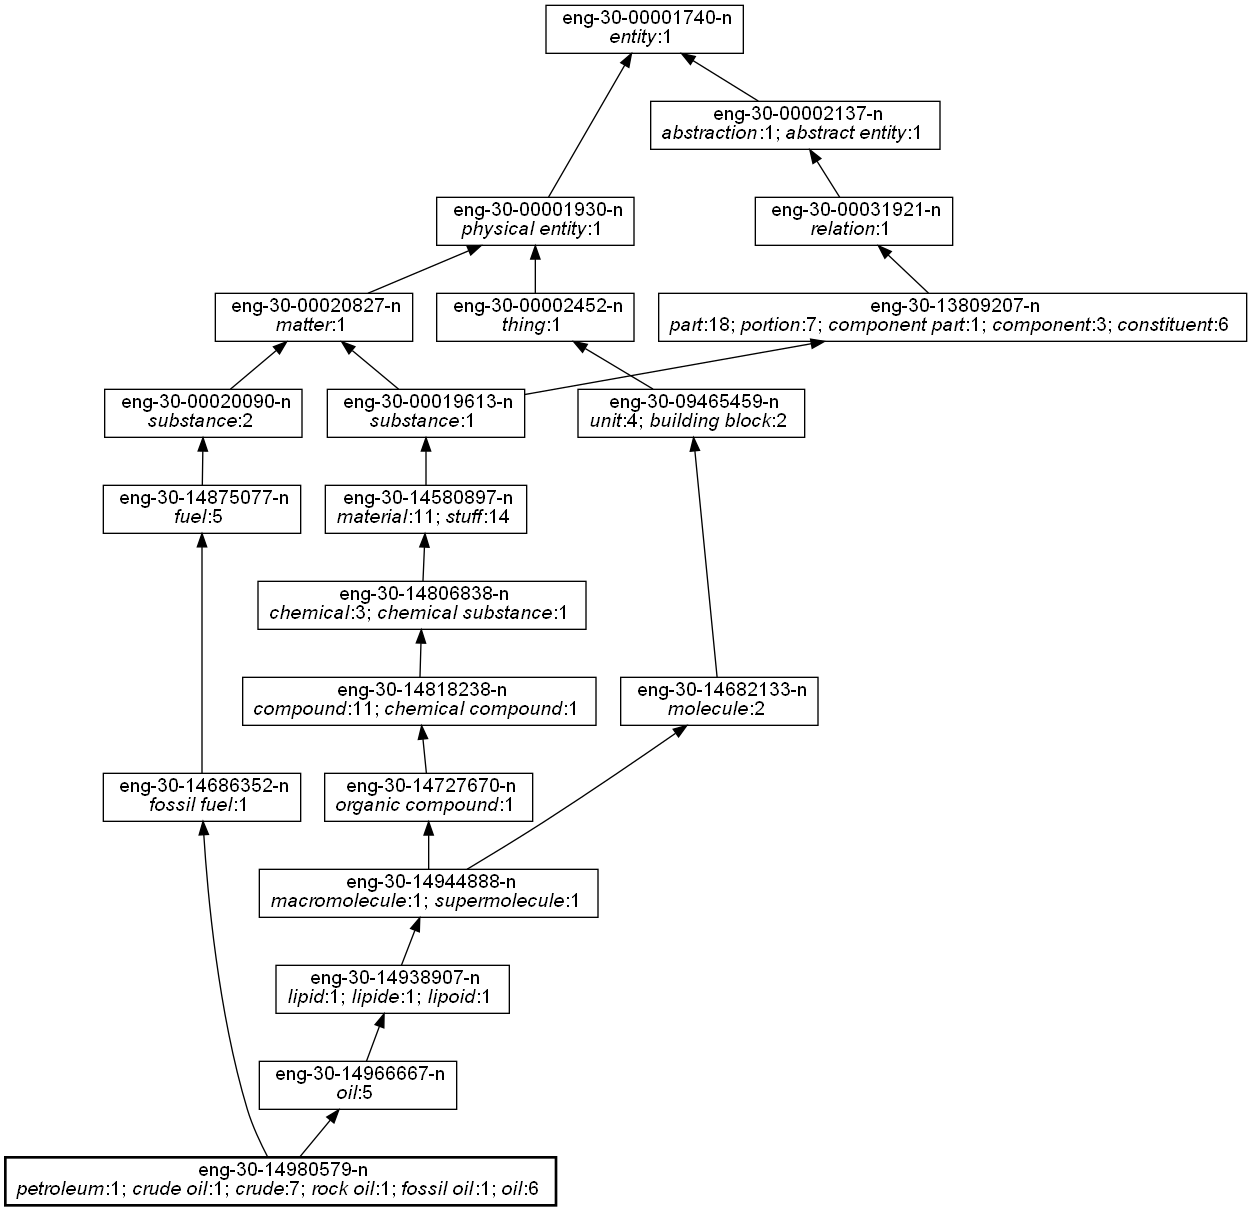 eng-30-00001740-n
entity:1
eng-30-00002137-n
abstraction:1; abstract entity:1
eng-30-00001930-n
physical entity:1
eng-30-00031921-n
relation:1
eng-30-00020827-n
matter:1
eng-30-00002452-n
thing:1
eng-30-13809207-n
part:18; portion:7; component part:1; component:3; constituent:6
eng-30-00020090-n
substance:2
eng-30-00019613-n
substance:1
eng-30-09465459-n
unit:4; building block:2
eng-30-14875077-n
fuel:5
eng-30-14580897-n
material:11; stuff:14
eng-30-14806838-n
chemical:3; chemical substance:1
eng-30-14818238-n
compound:11; chemical compound:1
eng-30-14682133-n
molecule:2
eng-30-14686352-n
fossil fuel:1
eng-30-14727670-n
organic compound:1
eng-30-14944888-n
macromolecule:1; supermolecule:1
eng-30-14938907-n
lipid:1; lipide:1; lipoid:1
eng-30-14966667-n
oil:5
eng-30-14980579-n
petroleum:1; crude oil:1; crude:7; rock oil:1; fossil oil:1; oil:6